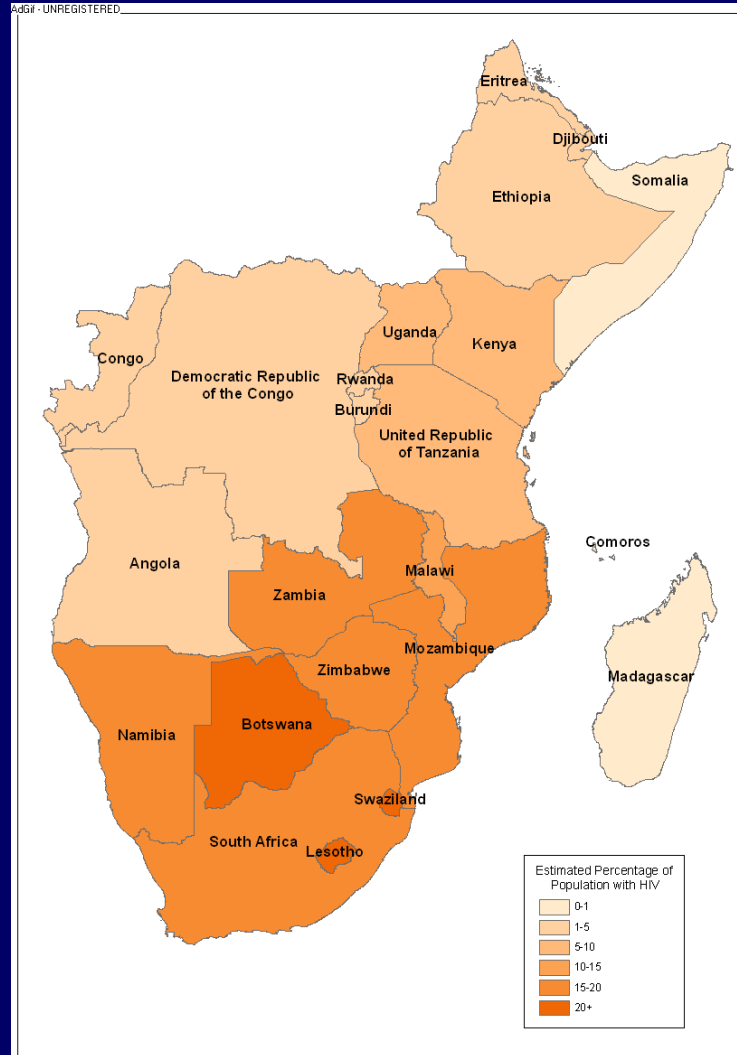 AdGif - UNREGISTERED
Eritrea
Djibouti
Somalia
Ethiopia
Uganda
Kenya
Congo
Democratic Republic
of the Congo
Rwanda
Burundi
United Republic
of Tanzania
Comoros
Angola
Malawi
Zambia
Mozambique
Zimbabwe
Madagascar
Namibia
Botswana
Swaziland
South Africa
Lesotho
Estimated Percentage of
Population with HIV
0-1
1-5
5-10
10-15
15-20
20+